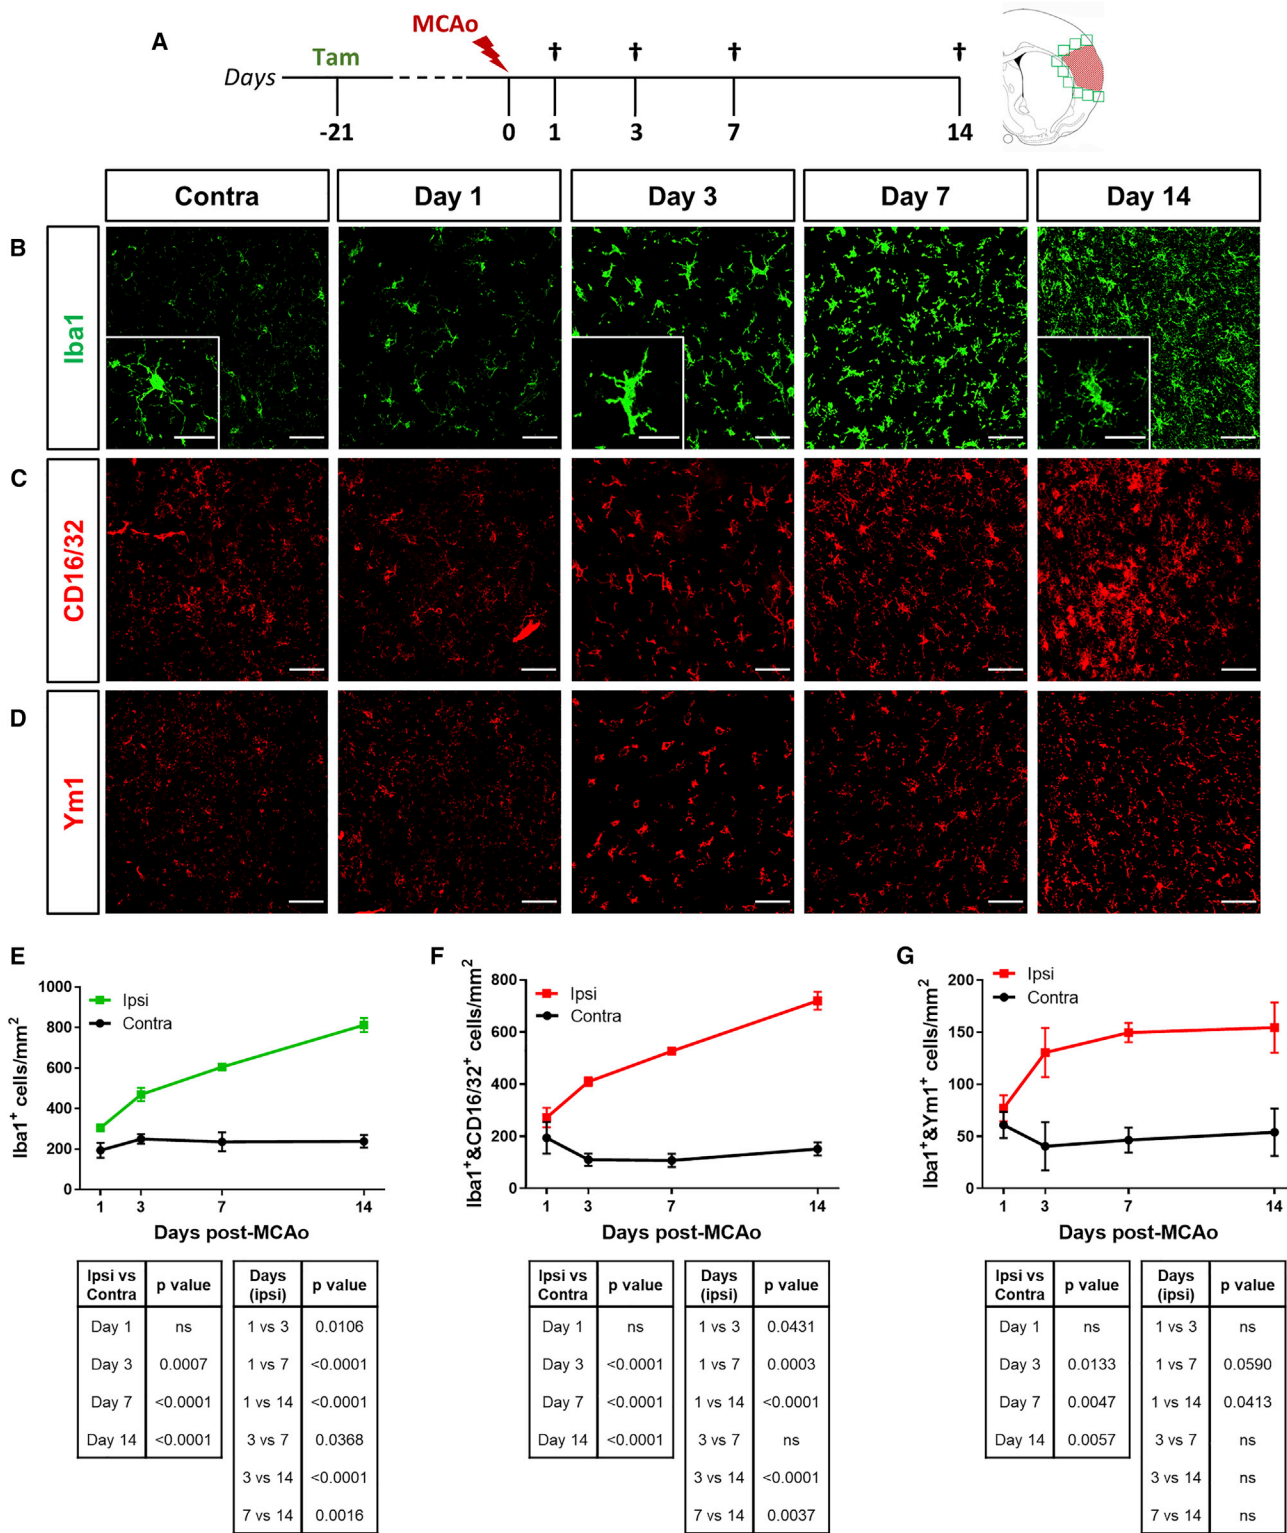 A
MCAo
Tam
Days
-21 0 1 3 7 14
Contra Day 1 Day 3 Day 7 Day 14
B
Iba1
C
CD16/32
D
Ym1
E
Iba1⁺ cells/mm²
1000
800
600
400
200
0
Ipsi
Contra
1 3 7 14
Days post-MCAo
Ipsi vs Contra p value
Day 1 ns
Day 3 0.0007
Day 7 <0.0001
Day 14 <0.0001
Days (ipsi) p value
1 vs 3 0.0106
1 vs 7 <0.0001
1 vs 14 <0.0001
3 vs 7 0.0368
3 vs 14 <0.0001
7 vs 14 0.0016
F
Iba1⁺&CD16/32⁺ cells/mm²
800
600
400
200
0
Ipsi
Contra
1 3 7 14
Days post-MCAo
Ipsi vs Contra p value
Day 1 ns
Day 3 <0.0001
Day 7 <0.0001
Day 14 <0.0001
Days (ipsi) p value
1 vs 3 0.0431
1 vs 7 0.0003
1 vs 14 <0.0001
3 vs 7 ns
3 vs 14 <0.0001
7 vs 14 0.0037
G
Iba1⁺&Ym1⁺ cells/mm²
200
150
100
50
0
Ipsi
Contra
1 3 7 14
Days post-MCAo
Ipsi vs Contra p value
Day 1 ns
Day 3 0.0133
Day 7 0.0047
Day 14 0.0057
Days (ipsi) p value
1 vs 3 ns
1 vs 7 0.0590
1 vs 14 0.0413
3 vs 7 ns
3 vs 14 ns
7 vs 14 ns